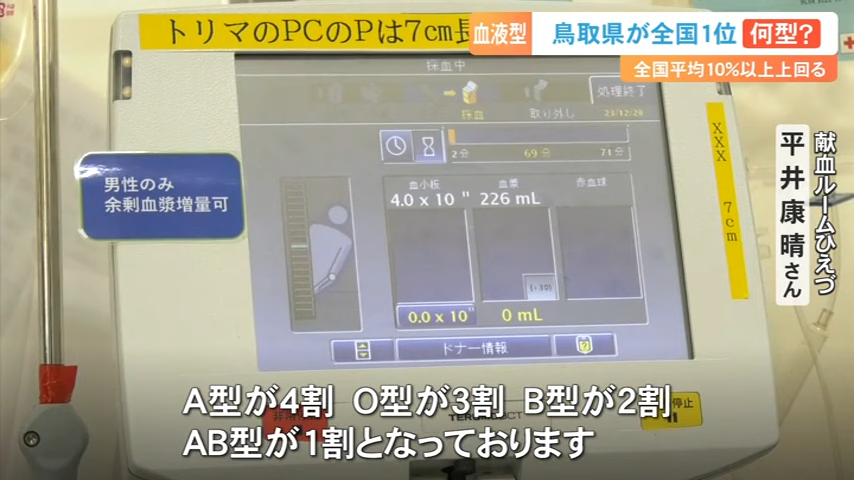 トリマのPCのPは7cm長
血液型
鳥取県が全国1位
何型?
全国平均10%以上上回る
採血中
処理終了
採血
取り外し
23/12/28
2分
69分
71分
男性のみ
余剰血漿増量可
XXX 7cm
献血ルームひえづ
平井康晴さん
血小板
血漿
赤血球
4.0 x 10 "
226 mL
0.0 x 10"
0 mL
ドナー情報
停止
A型が4割 O型が3割 B型が2割
AB型が1割となっております